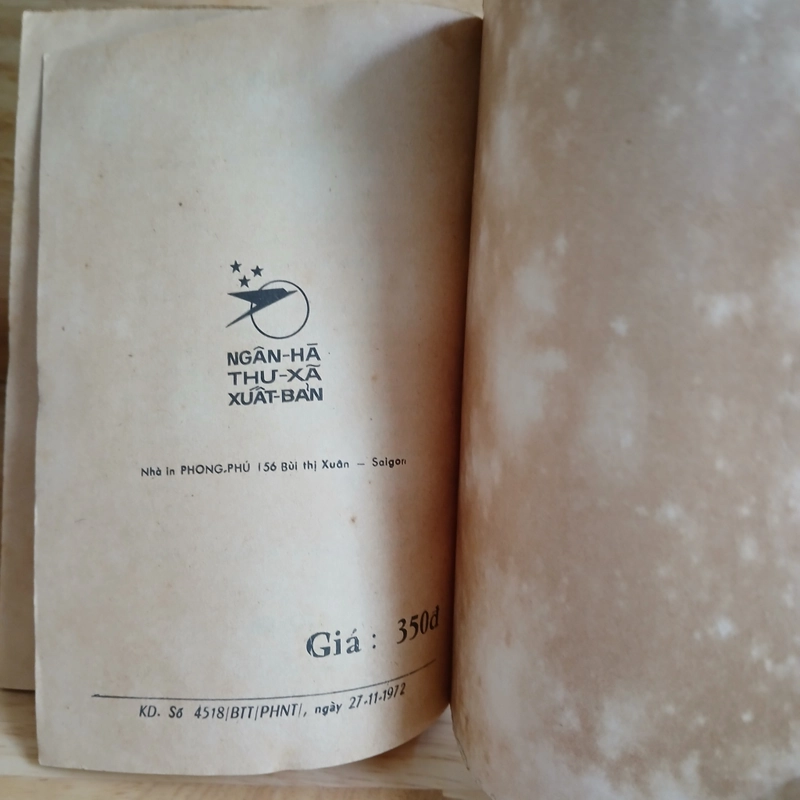 NGÂN-HÀ
THƯ-XÃ
XUẤT-BẢN
Nhà in PHONG-PHÚ 156 Bùi thị Xuân — Saigon
Giá : 350đ
KD. Số 4518/BTT/PHNT/, ngày 27-11-1972